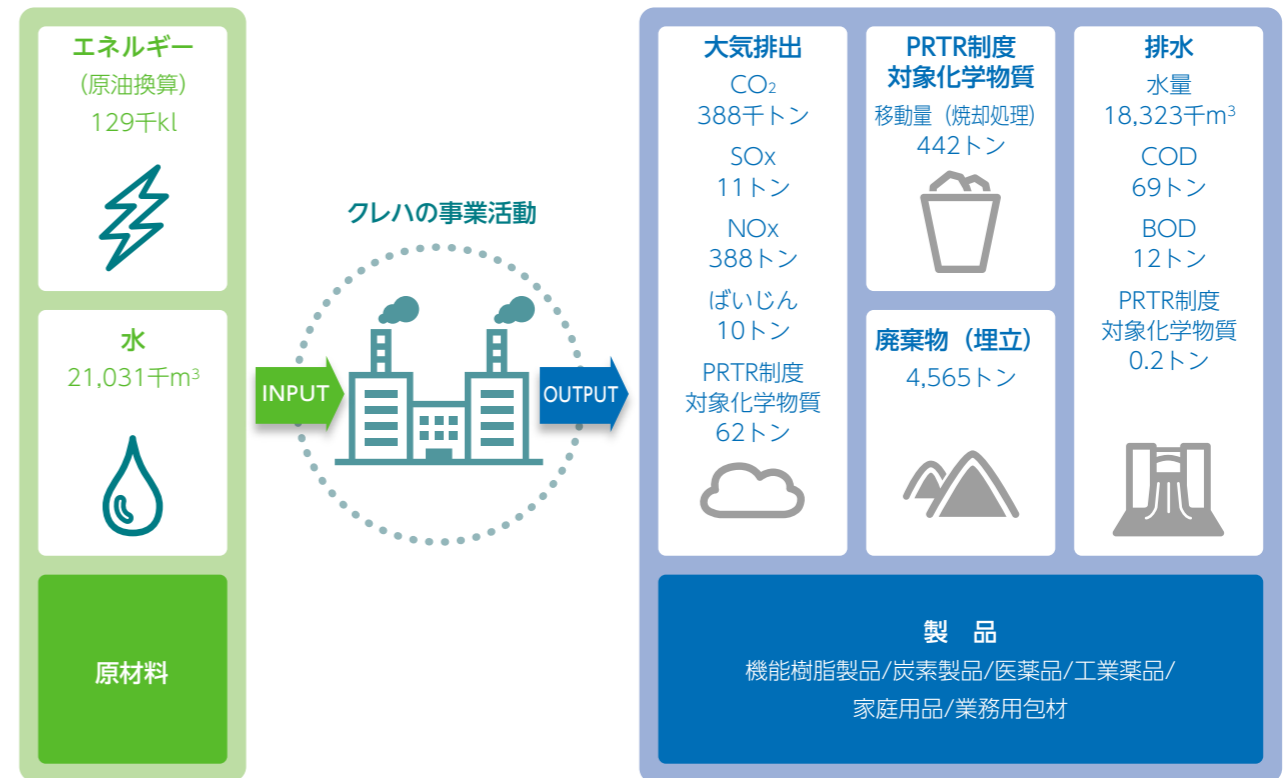 エネルギー
(原油換算)
129千kl
水
21,031千m³
原材料
INPUT
クレハの事業活動
OUTPUT
大気排出
CO₂
388千トン
SOx
11トン
NOx
388トン
ばいじん
10トン
PRTR制度
対象化学物質
62トン
PRTR制度
対象化学物質
移動量（焼却処理）
442トン
廃棄物（埋立）
4,565トン
排水
水量
18,323千m³
COD
69トン
BOD
12トン
PRTR制度
対象化学物質
0.2トン
製　品
機能樹脂製品/炭素製品/医薬品/工業薬品/
家庭用品/業務用包材